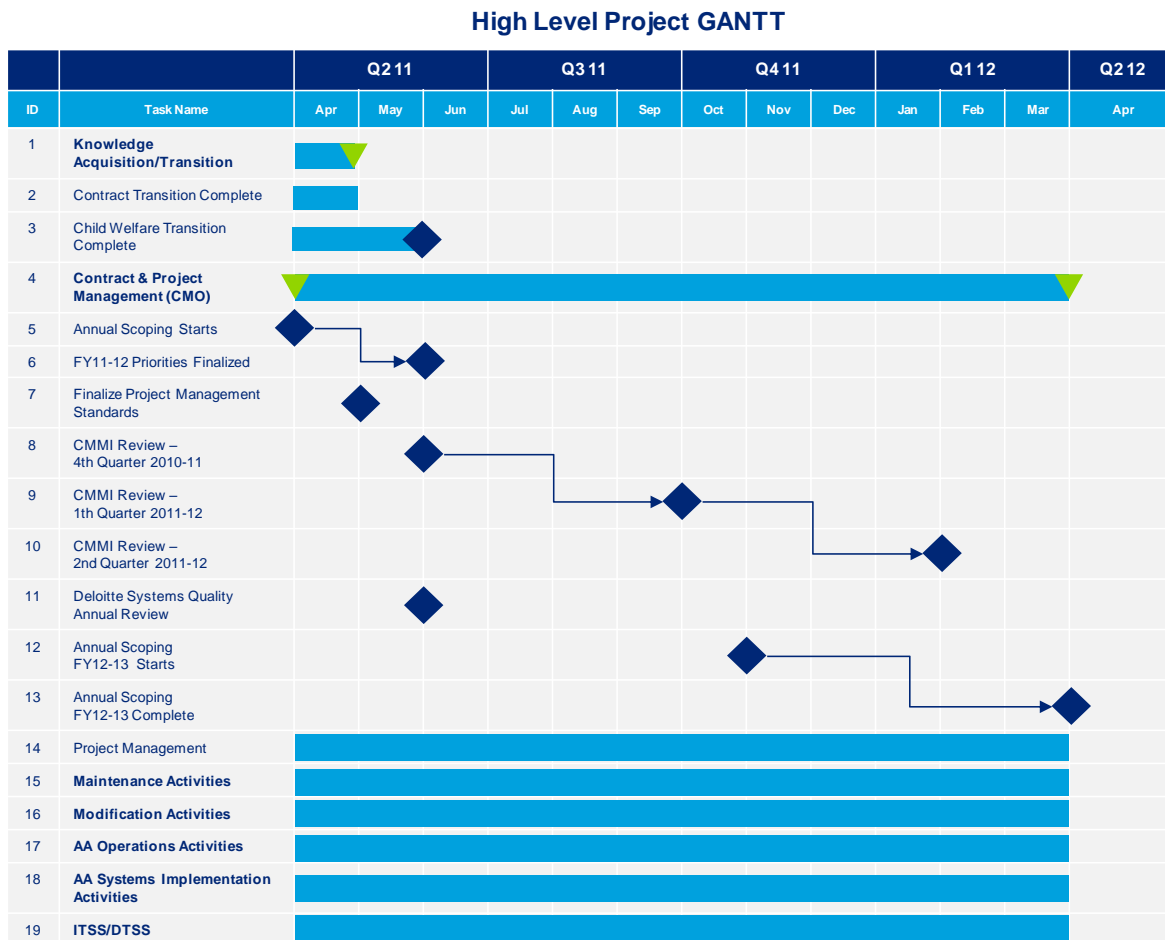 High Level Project GANTT
Q2 11 Q3 11 Q4 11 Q1 12 Q2 12
ID Task Name Apr May Jun Jul Aug Sep Oct Nov Dec Jan Feb Mar Apr
1 Knowledge
Acquisition/Transition
2 Contract Transition Complete
3 Child Welfare Transition
Complete
4 Contract & Project
Management (CMO)
5 Annual Scoping Starts
6 FY11-12 Priorities Finalized
7 Finalize Project Management
Standards
8 CMMI Review –
4th Quarter 2010-11
9 CMMI Review –
1th Quarter 2011-12
10 CMMI Review –
2nd Quarter 2011-12
11 Deloitte Systems Quality
Annual Review
12 Annual Scoping
FY12-13 Starts
13 Annual Scoping
FY12-13 Complete
14 Project Management
15 Maintenance Activities
16 Modification Activities
17 AA Operations Activities
18 AA Systems Implementation
Activities
19 ITSS/DTSS